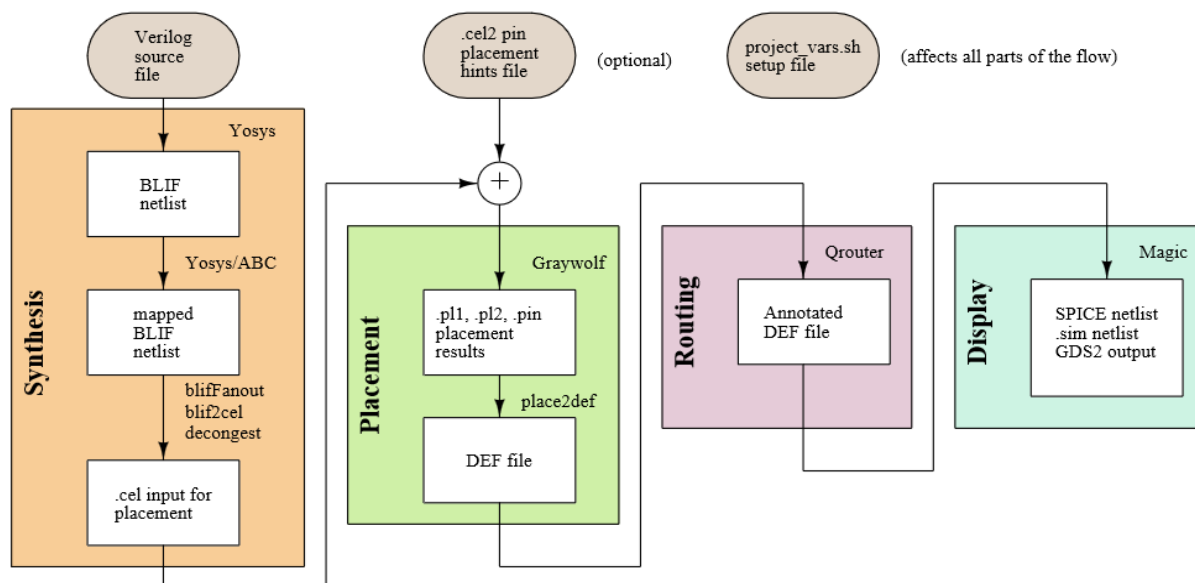 Verilog
source
file
.cel2 pin
placement
hints file
(optional)
project_vars.sh
setup file
(affects all parts of the flow)
Synthesis
Yosys
BLIF
netlist
Yosys/ABC
mapped
BLIF
netlist
blifFanout
blif2cel
decongest
.cel input for
placement
+
Placement
Graywolf
.pl1, .pl2, .pin
placement
results
place2def
DEF file
Routing
Qrouter
Annotated
DEF file
Display
Magic
SPICE netlist
.sim netlist
GDS2 output